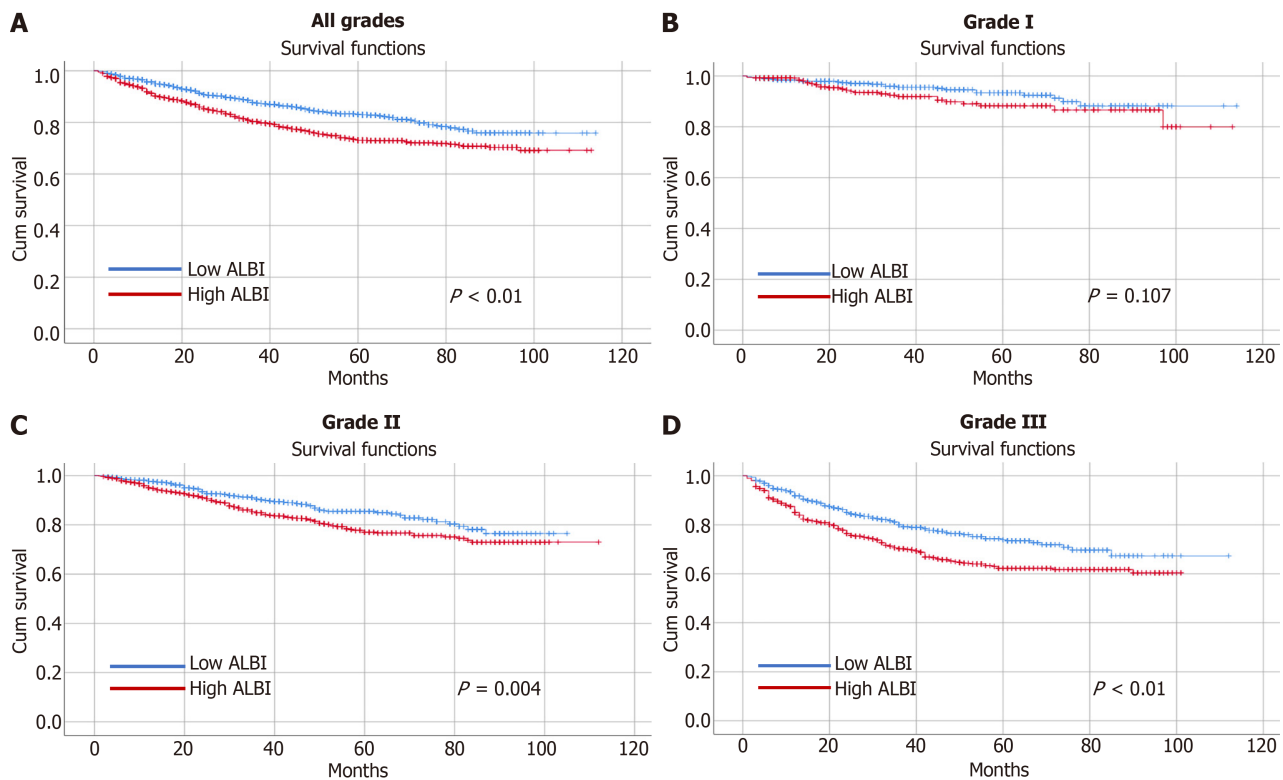 A
All grades
Survival functions
1.0
0.8
0.6
0.4
0.2
0.0
Cum survival
Low ALBI
High ALBI
P < 0.01
0 20 40 60 80 100 120
Months
B
Grade I
Survival functions
1.0
0.8
0.6
0.4
0.2
0.0
Cum survival
Low ALBI
High ALBI
P = 0.107
0 20 40 60 80 100 120
Months
C
Grade II
Survival functions
1.0
0.8
0.6
0.4
0.2
0.0
Cum survival
Low ALBI
High ALBI
P = 0.004
0 20 40 60 80 100 120
Months
D
Grade III
Survival functions
1.0
0.8
0.6
0.4
0.2
0.0
Cum survival
Low ALBI
High ALBI
P < 0.01
0 20 40 60 80 100 120
Months